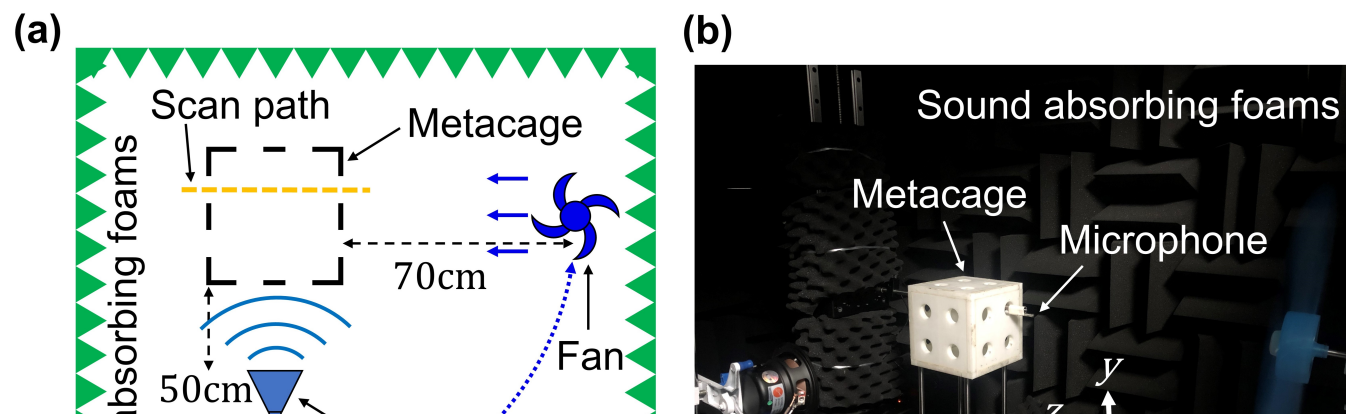 (a)
Scan path
Metacage
absorbing foams
70cm
Fan
50cm
(b)
Sound absorbing foams
Metacage
Microphone
y
z